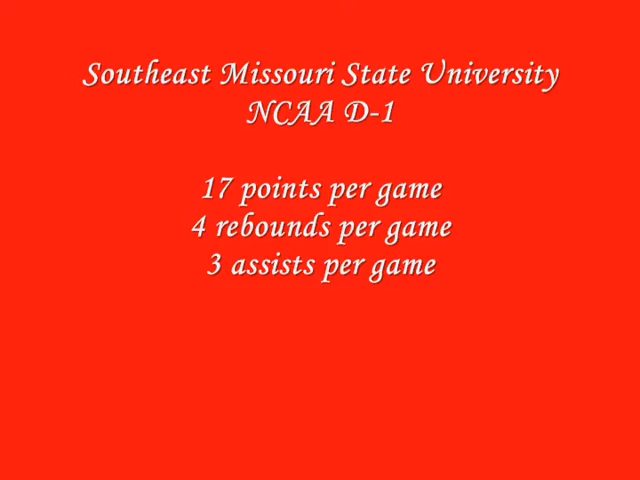 Southeast Missouri State University
NCAA D-1
17 points per game
4 rebounds per game
3 assists per game